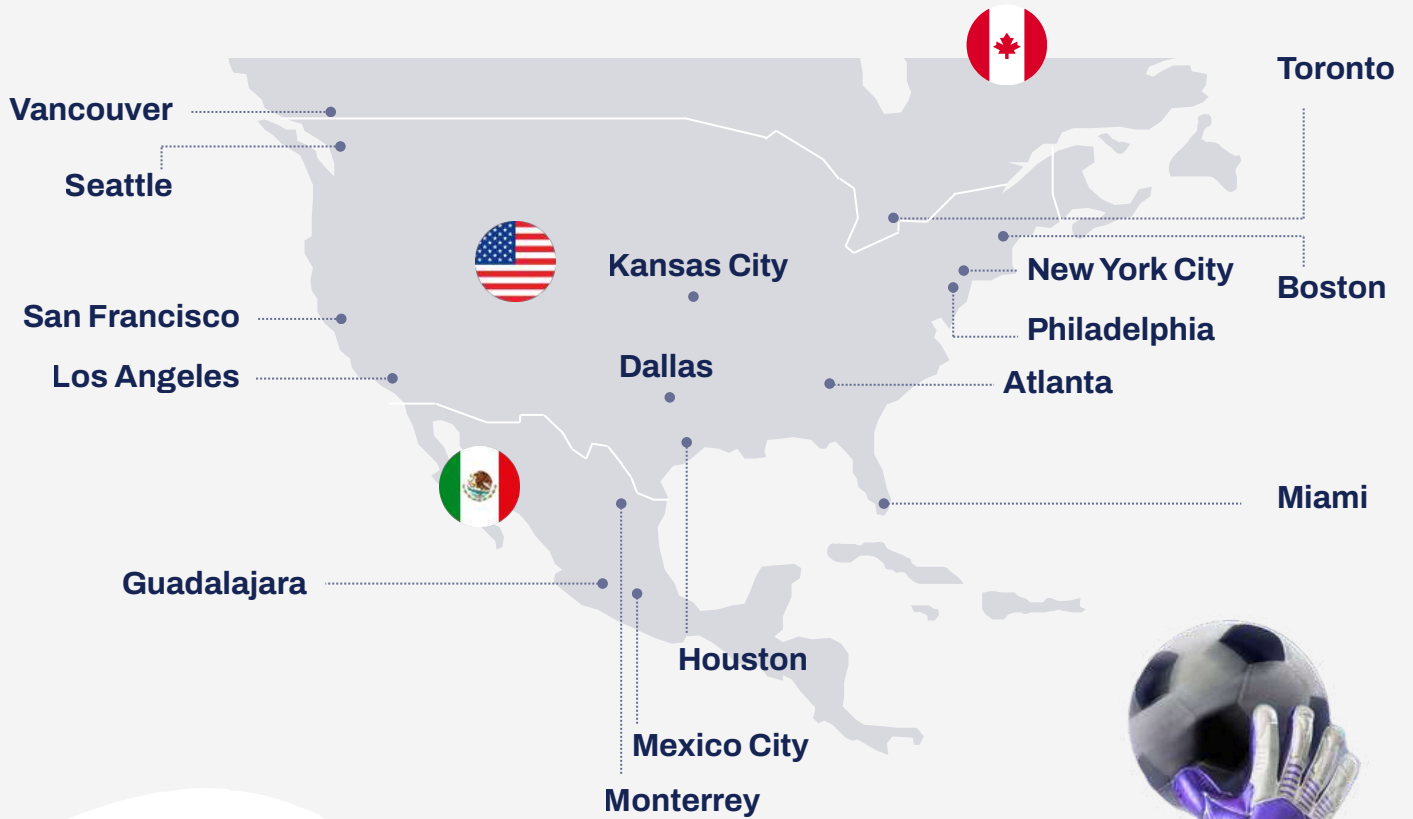 Toronto
Vancouver
Seattle
Kansas City
New York City
Boston
San Francisco
Philadelphia
Los Angeles
Dallas
Atlanta
Miami
Guadalajara
Houston
Mexico City
Monterrey